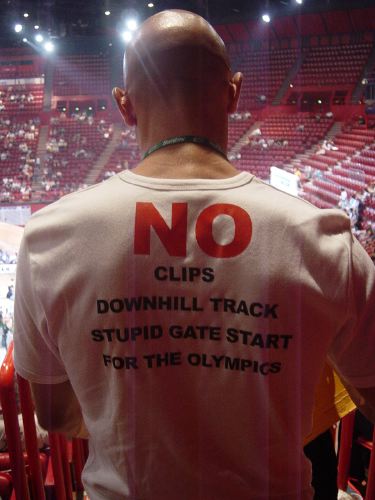 NO
CLIPS
DOWNHILL TRACK
STUPID GATE START
FOR THE OLYMPICS